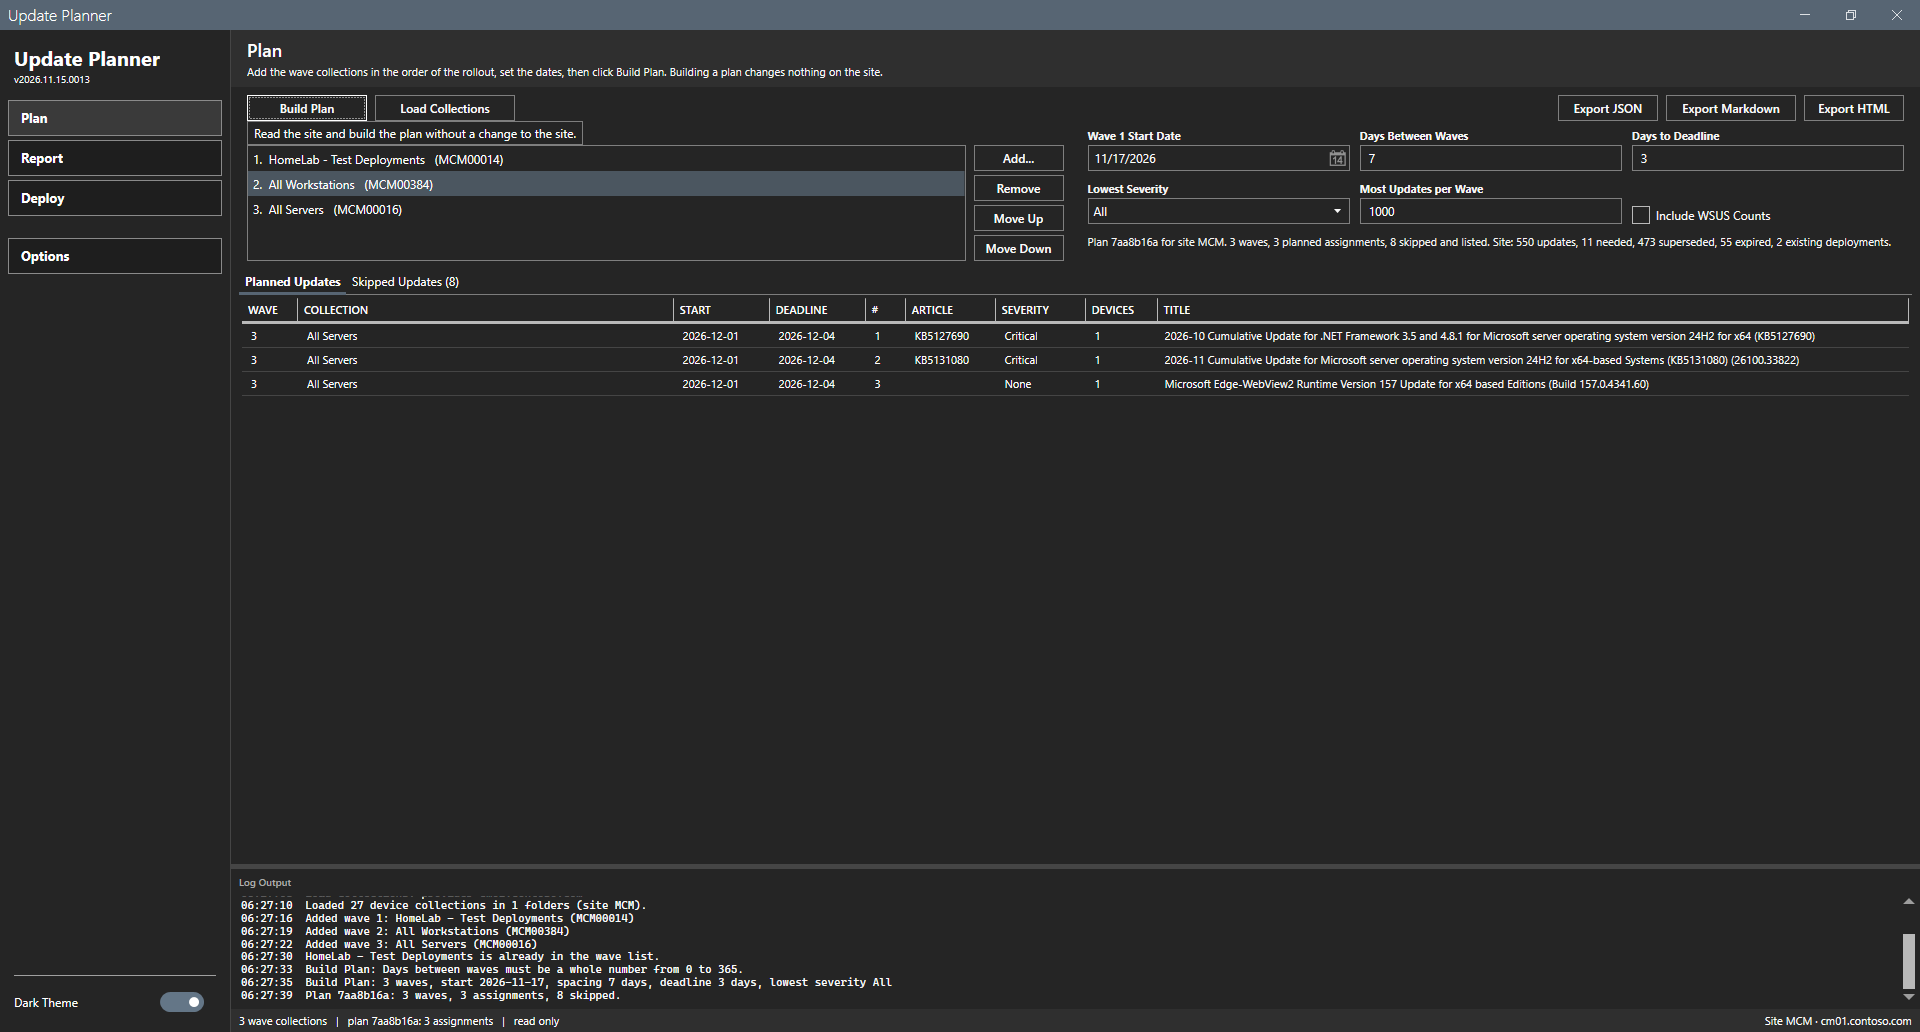 Update Planner
Update Planner
v2026.11.15.0013
Plan
Report
Deploy
Options
Dark Theme
Plan
Add the wave collections in the order of the rollout, set the dates, then click Build Plan. Building a plan changes nothing on the site.
Build Plan
Load Collections
Export JSON
Export Markdown
Export HTML
Read the site and build the plan without a change to the site.
1. HomeLab - Test Deployments (MCM00014)
2. All Workstations (MCM00384)
3. All Servers (MCM00016)
Add...
Remove
Move Up
Move Down
Wave 1 Start Date
Days Between Waves
Days to Deadline
11/17/2026
14
7
3
Lowest Severity
Most Updates per Wave
All
1000
Include WSUS Counts
Plan 7aa8b16a for site MCM. 3 waves, 3 planned assignments, 8 skipped and listed. Site: 550 updates, 11 needed, 473 superseded, 55 expired, 2 existing deployments.
Planned Updates
Skipped Updates (8)
WAVE COLLECTION START DEADLINE # ARTICLE SEVERITY DEVICES TITLE
3 All Servers 2026-12-01 2026-12-04 1 KB5127690 Critical 1 2026-10 Cumulative Update for .NET Framework 3.5 and 4.8.1 for Microsoft server operating system version 24H2 for x64 (KB5127690)
3 All Servers 2026-12-01 2026-12-04 2 KB5131080 Critical 1 2026-11 Cumulative Update for Microsoft server operating system version 24H2 for x64-based Systems (KB5131080) (26100.33822)
3 All Servers 2026-12-01 2026-12-04 3 None 1 Microsoft Edge-WebView2 Runtime Version 157 Update for x64 based Editions (Build 157.0.4341.60)
Log Output
06:27:10 Loaded 27 device collections in 1 folders (site MCM).
06:27:16 Added wave 1: HomeLab - Test Deployments (MCM00014)
06:27:19 Added wave 2: All Workstations (MCM00384)
06:27:22 Added wave 3: All Servers (MCM00016)
06:27:30 HomeLab - Test Deployments is already in the wave list.
06:27:33 Build Plan: Days between waves must be a whole number from 0 to 365.
06:27:35 Build Plan: 3 waves, start 2026-11-17, spacing 7 days, deadline 3 days, lowest severity All
06:27:39 Plan 7aa8b16a: 3 waves, 3 assignments, 8 skipped.
3 wave collections | plan 7aa8b16a: 3 assignments | read only
Site MCM · cm01.contoso.com